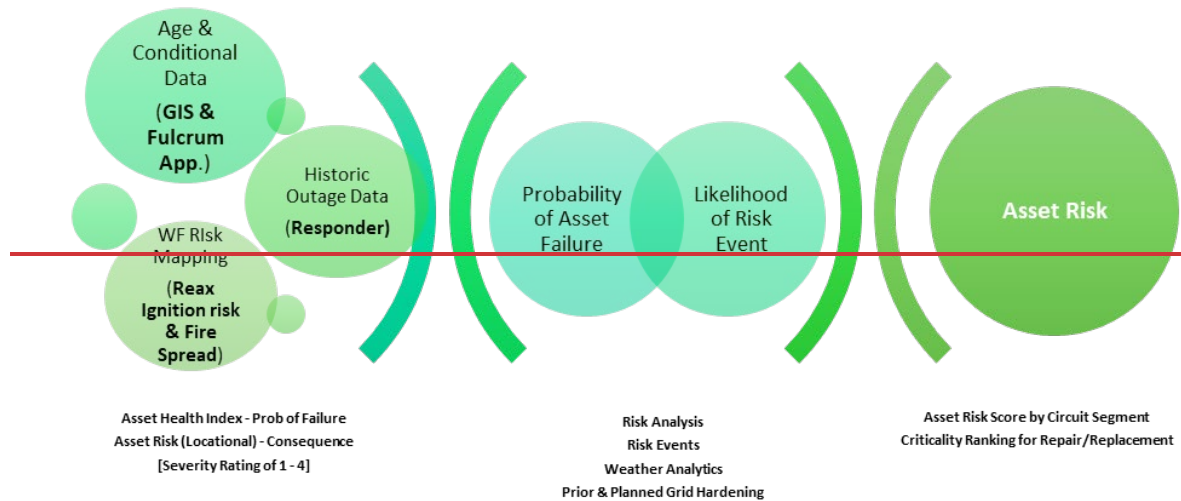 Age &
Conditional
Data
(GIS &
Fulcrum
App.)
Historic
Outage Data
(Responder)
WF RIsk
Mapping
(Reax
Ignition risk
& Fire
Spread)
Asset Health Index - Prob of Failure
Asset Risk (Locational) - Consequence
[Severity Rating of 1 - 4]
Probability
of Asset
Failure
Likelihood
of Risk
Event
Risk Analysis
Risk Events
Weather Analytics
Prior & Planned Grid Hardening
Asset Risk
Asset Risk Score by Circuit Segment
Criticality Ranking for Repair/Replacement